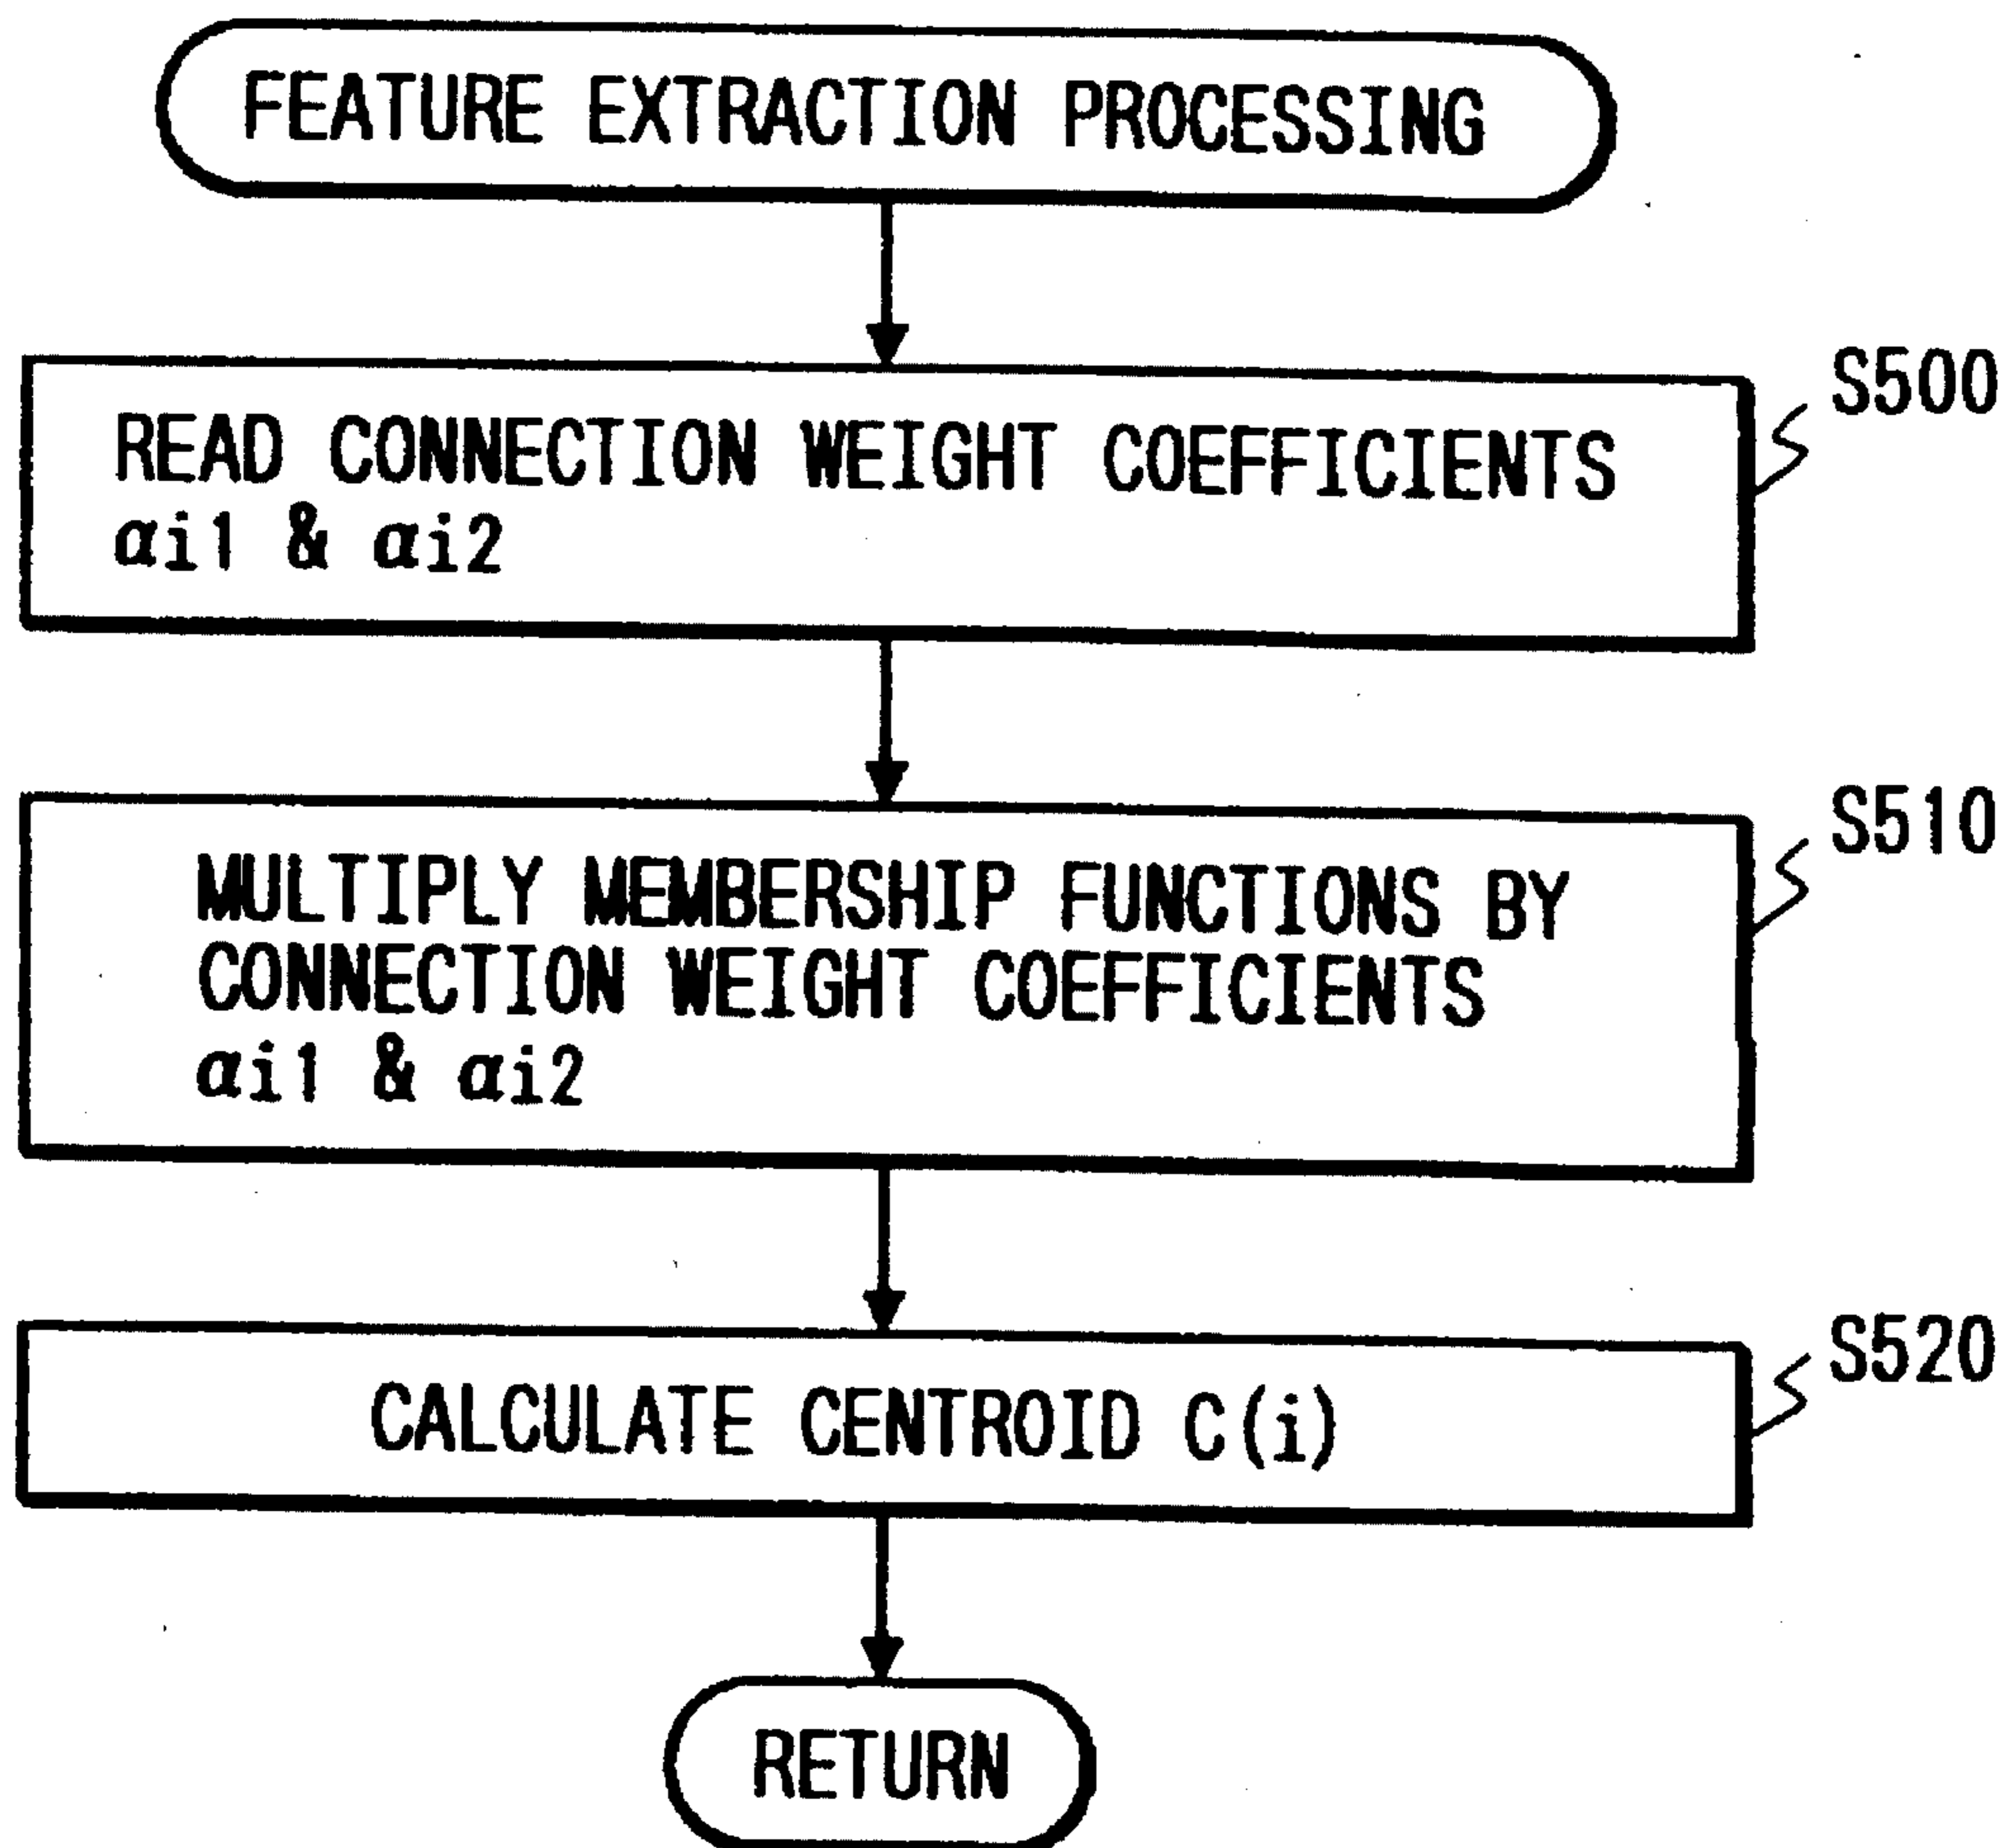 FEATURE EXTRACTION PROCESSING
S500
READ CONNECTION WEIGHT COEFFICIENTS
αi1 & αi2
S510
MULTIPLY MEMBERSHIP FUNCTIONS BY
CONNECTION WEIGHT COEFFICIENTS
αi1 & αi2
S520
CALCULATE CENTROID C(i)
RETURN